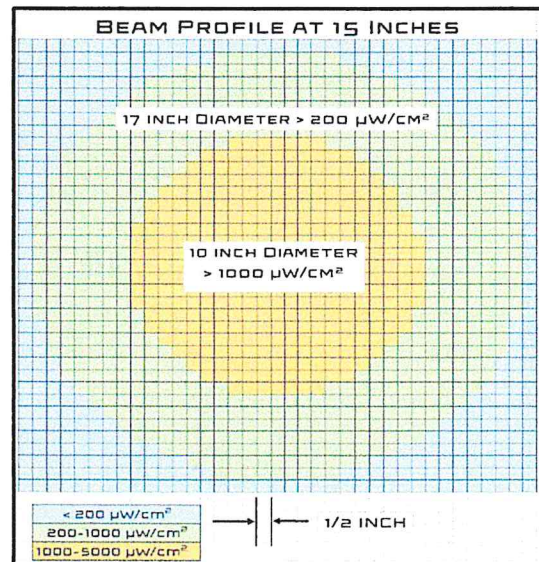 BEAM PROFILE AT 15 INCHES
17 INCH DIAMETER > 200 µW/CM²
10 INCH DIAMETER
> 1000 µW/CM²
< 200 µW/cm²
200-1000 µW/cm²
1000-5000 µW/cm²
1/2 INCH